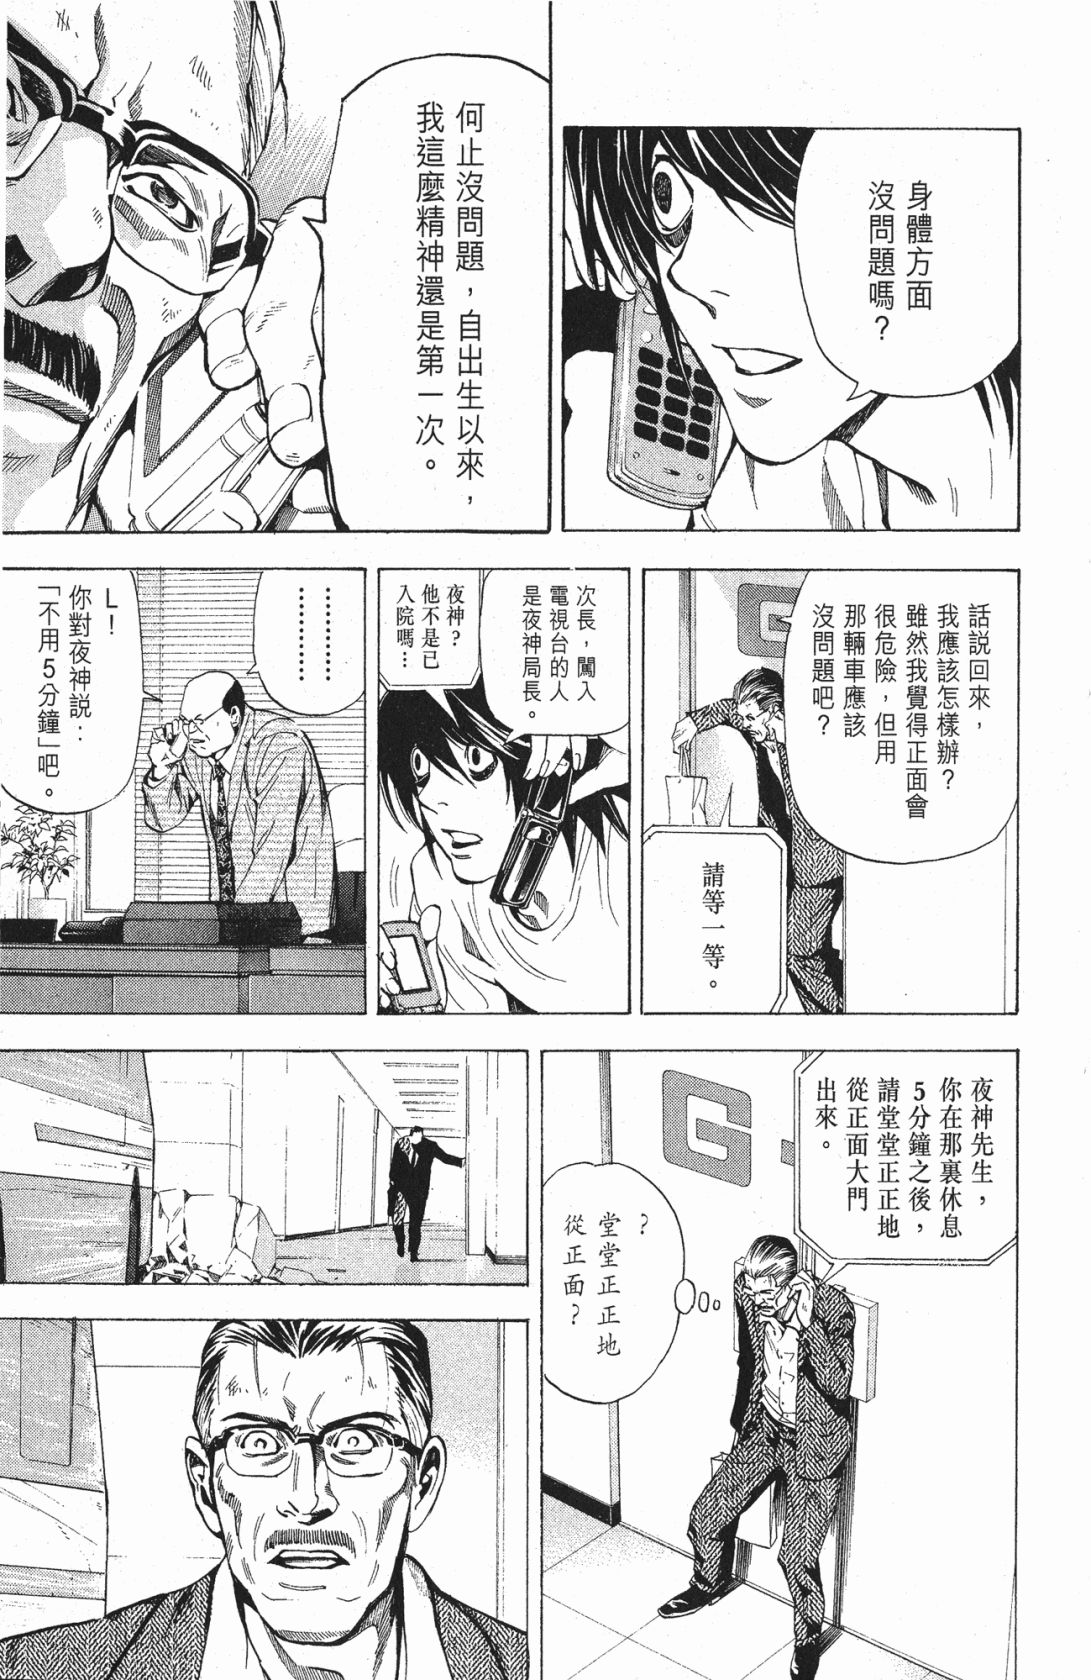 身體方面
沒問題嗎？
何止沒問題，自出生以來，
我這麼精神還是第一次。
話說回來，
我應該怎樣辦？
雖然我覺得正面會
很危險，但用
那輛車應該
沒問題吧？
請等一等。
次長，闖入
電視台的人
是夜神局長。
夜神？
他不是已
入院嗎…
………
………
L！
你對夜神說：
「不用5分鐘」吧。
G
夜神先生，
你在那裏休息
5分鐘之後，
請堂堂正正地
從正面大門
出來。
？
堂堂正正地
從正面？
G